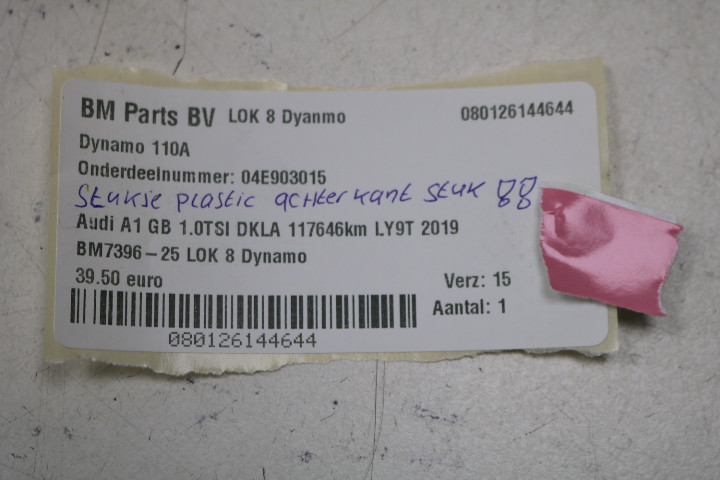 BM Parts BV LOK 8 Dyanmo 080126144644
Dynamo 110A
Onderdeelnummer: 04E903015
Stukje plastic achterkant stuk
Audi A1 GB 1.0TSI DKLA 117646km LY9T 2019
BM7396-25 LOK 8 Dynamo
39.50 euro Verz: 15
Aantal: 1
080126144644